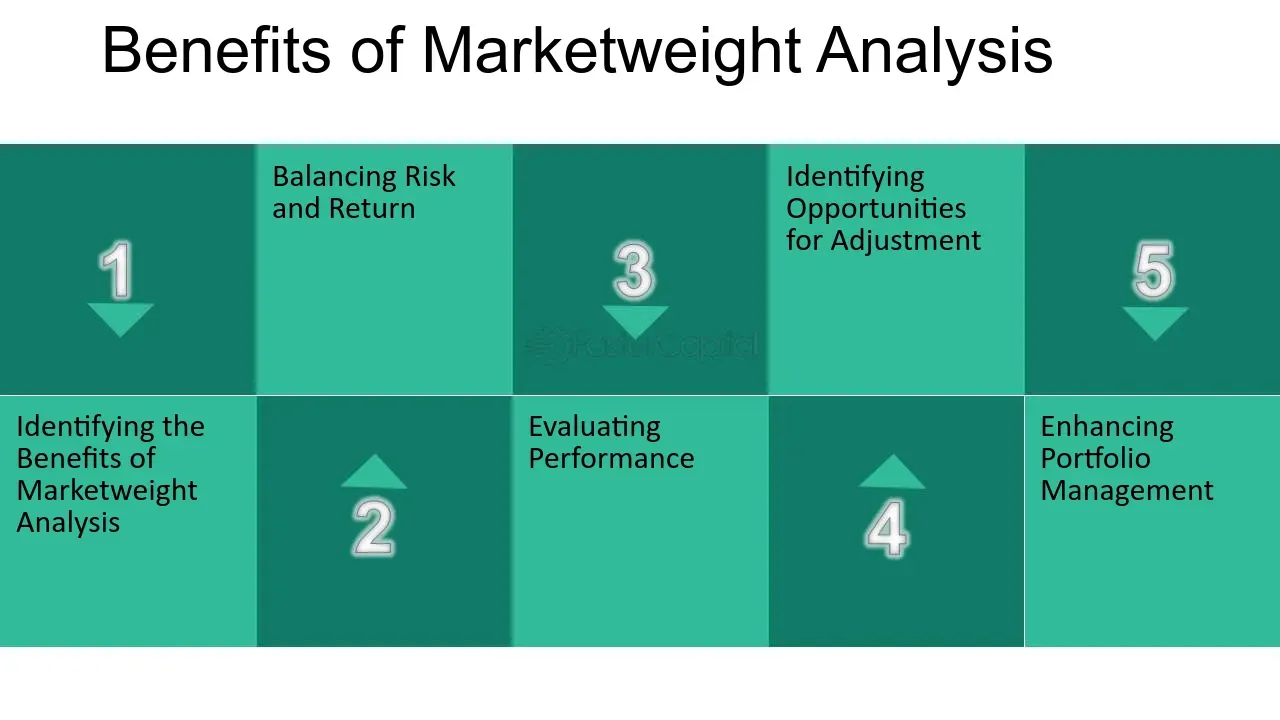 Benefits of Marketweight Analysis
1
Identifying the
Benefits of
Marketweight
Analysis
Balancing Risk
and Return
2
3
Evaluating
Performance
Identifying
Opportunities
for Adjustment
4
5
Enhancing
Portfolio
Management
FasterCapital